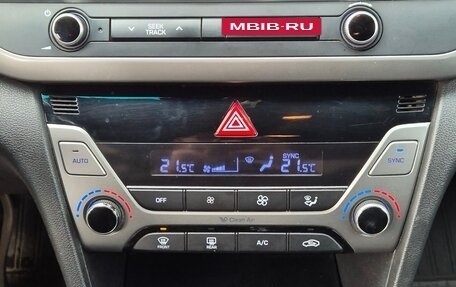 SEEK
TRACK
MBIB-RU
SYNC
21.5°C
21.5°C
AUTO
SYNC
OFF
Clean Air
FRONT
REAR
A/C